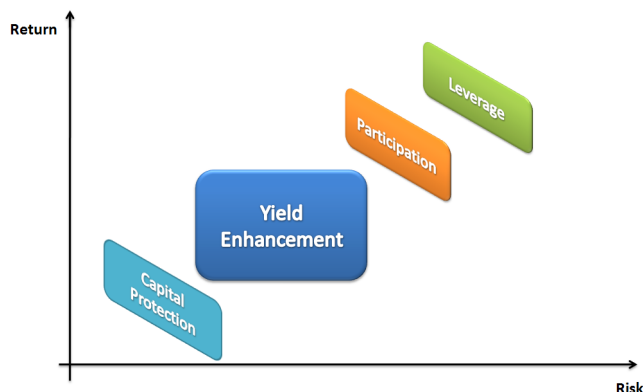 Return
Leverage
Participation
Yield
Enhancement
Capital
Protection
Risk